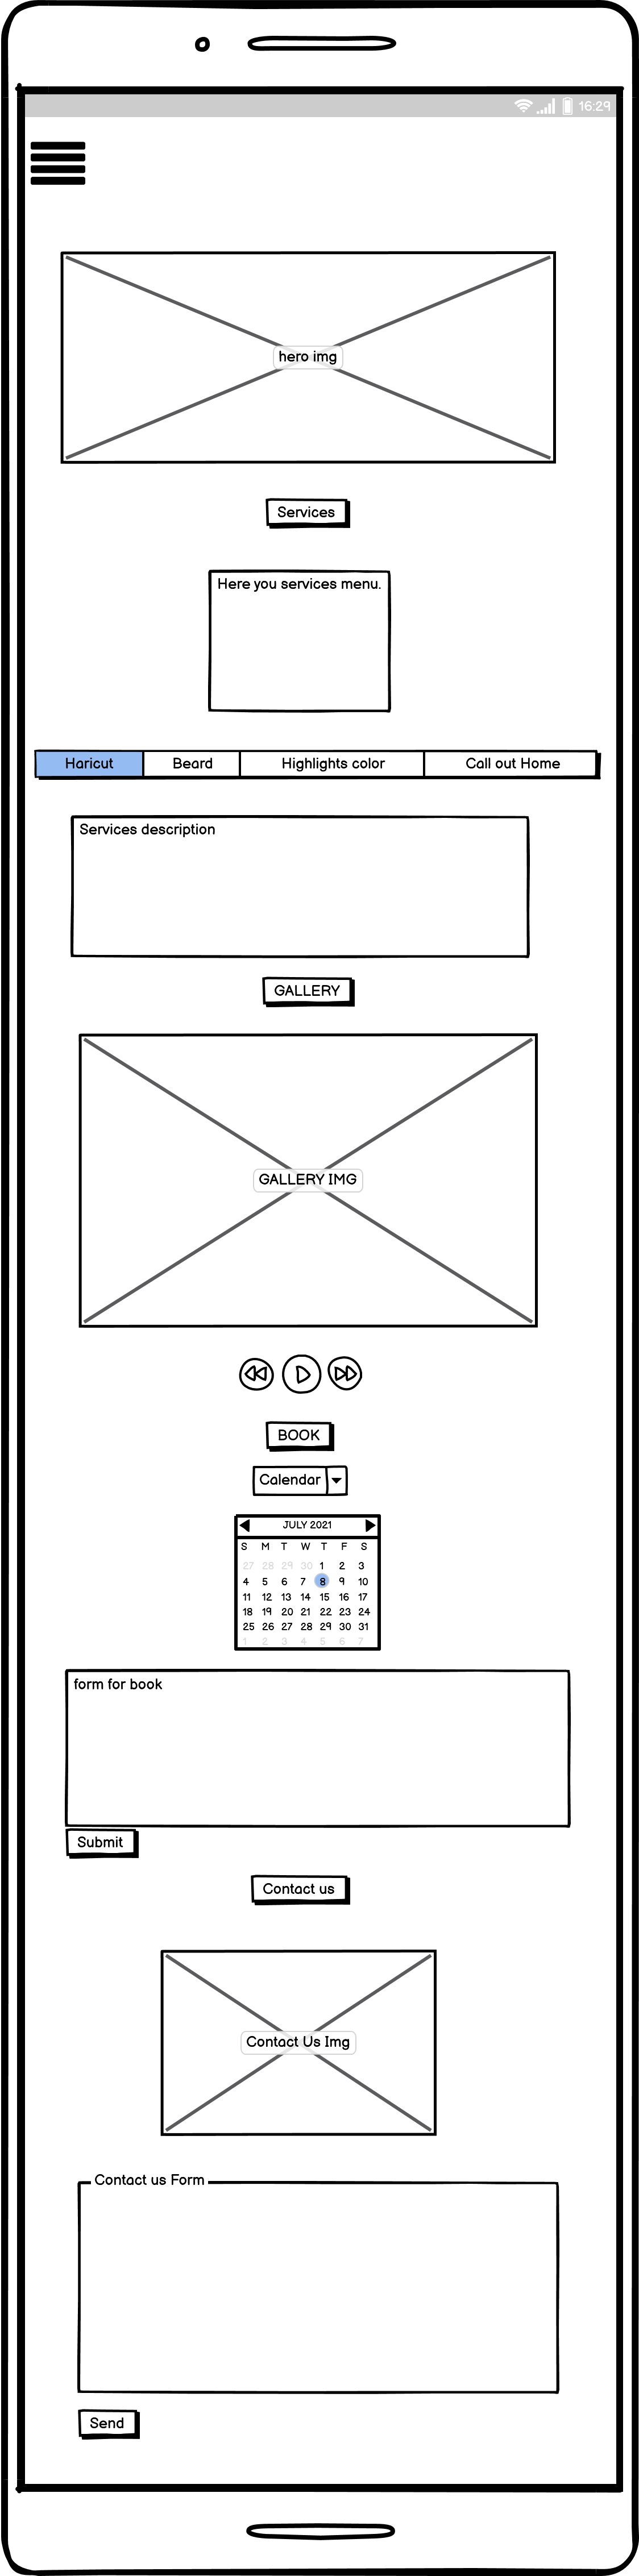 16:29
hero img
Services
Here you services menu.
Haricut Beard Highlights color Call out Home
Services description
GALLERY
GALLERY IMG
BOOK
Calendar
JULY 2021
S M T W T F S
27 28 29 30 1 2 3
4 5 6 7 8 9 10
11 12 13 14 15 16 17
18 19 20 21 22 23 24
25 26 27 28 29 30 31
1 2 3 4 5 6 7
form for book
Submit
Contact us
Contact Us Img
Contact us Form
Send